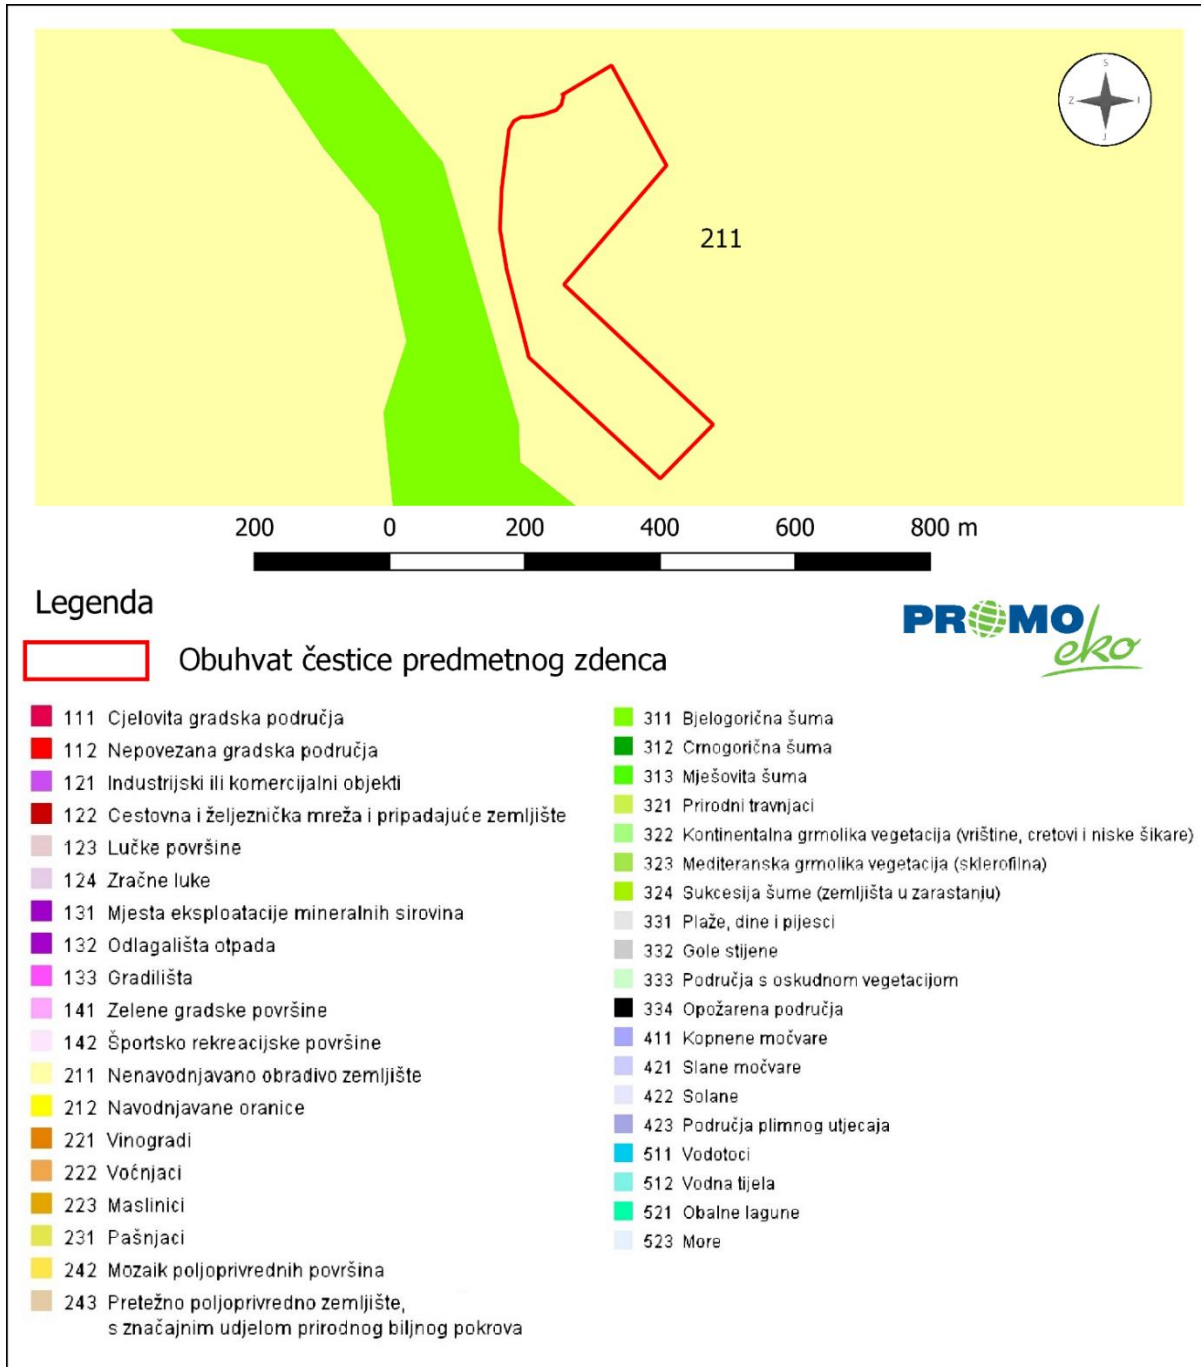 S
Z I
J
211
200 0 200 400 600 800 m
Legenda
PROMO
eko
Obuhvat čestice predmetnog zdenca
111 Cjelovita gradska područja
112 Nepovezana gradska područja
121 Industrijski ili komercijalni objekti
122 Cestovna i željeznička mreža i pripadajuće zemljište
123 Lučke površine
124 Zračne luke
131 Mjesta eksploatacije mineralnih sirovina
132 Odlagališta otpada
133 Gradilišta
141 Zelene gradske površine
142 Športsko rekreacijske površine
211 Nenavodnjavano obradivo zemljište
212 Navodnjavane oranice
221 Vinogradi
222 Voćnjaci
223 Maslinici
231 Pašnjaci
242 Mozaik poljoprivrednih površina
243 Pretežno poljoprivredno zemljište,
s značajnim udjelom prirodnog biljnog pokrova
311 Bjelogorična šuma
312 Crnogorična šuma
313 Mješovita šuma
321 Prirodni travnjaci
322 Kontinentalna grmolika vegetacija (vrištine, cretovi i niske šikare)
323 Mediteranska grmolika vegetacija (sklerofilna)
324 Sukcesija šume (zemljišta u zarastanju)
331 Plaže, dine i pijesci
332 Gole stijene
333 Područja s oskudnom vegetacijom
334 Opožarena područja
411 Kopnene močvare
421 Slane močvare
422 Solane
423 Područja plimnog utjecaja
511 Vodotoci
512 Vodna tijela
521 Obalne lagune
523 More